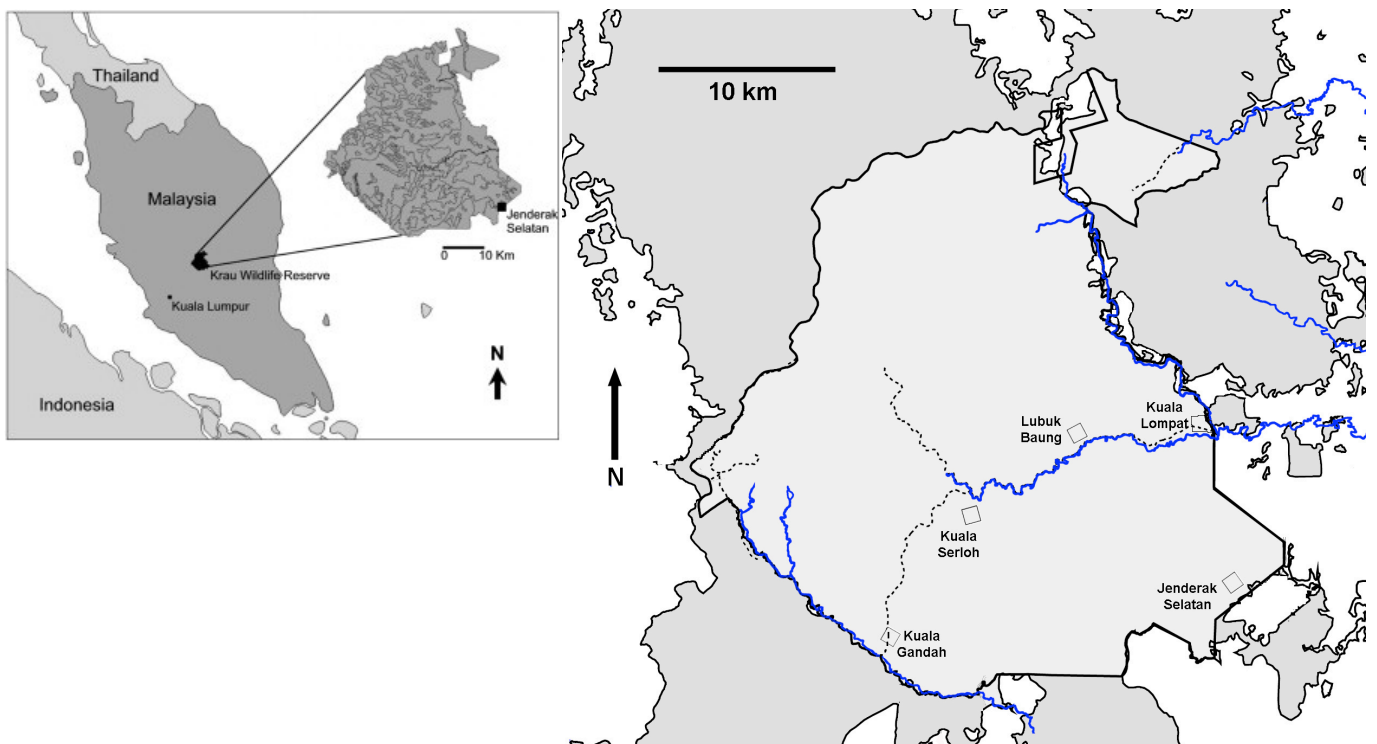 Thailand
Malaysia
Krau Wildlife Reserve
Kuala Lumpur
Indonesia
N
Jenderak
Selatan
0 10 Km
10 km
N
Lubuk
Baung
Kuala
Lompat
Kuala
Serloh
Jenderak
Selatan
Kuala
Gandah